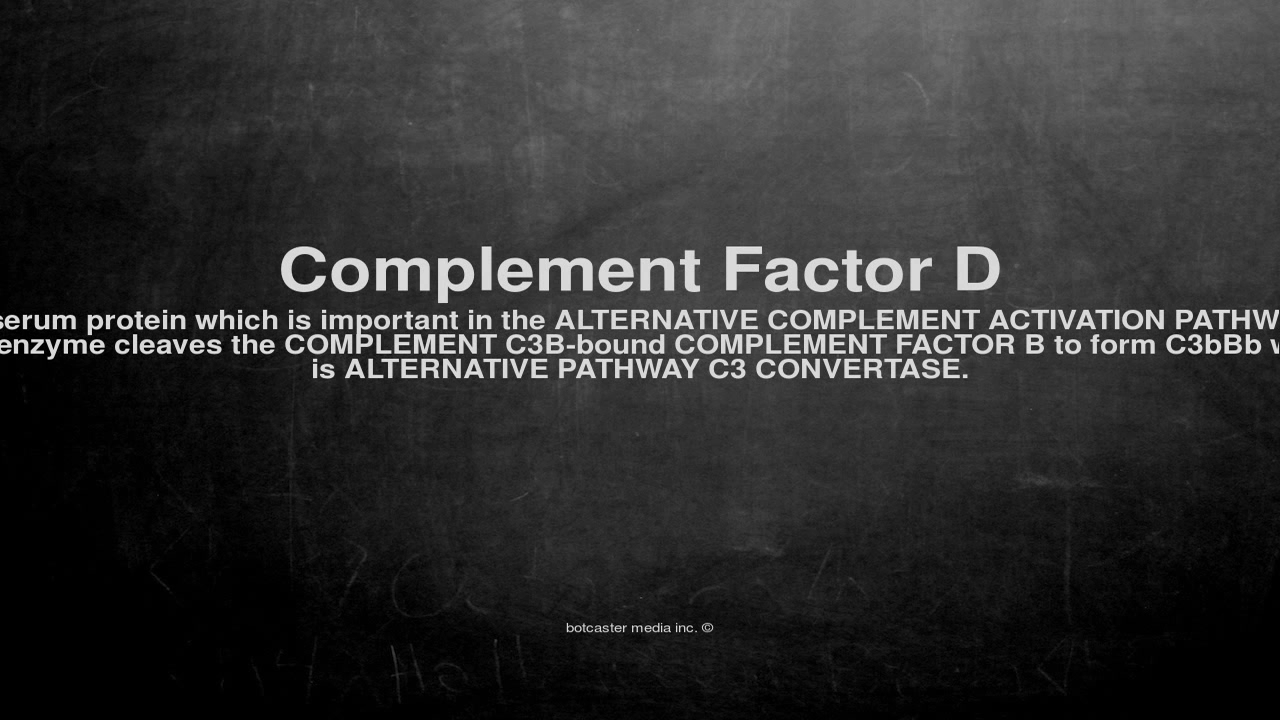 Complement Factor D
serum protein which is important in the ALTERNATIVE COMPLEMENT ACTIVATION PATHW
enzyme cleaves the COMPLEMENT C3B-bound COMPLEMENT FACTOR B to form C3bBb
is ALTERNATIVE PATHWAY C3 CONVERTASE.
botcaster media inc. ©